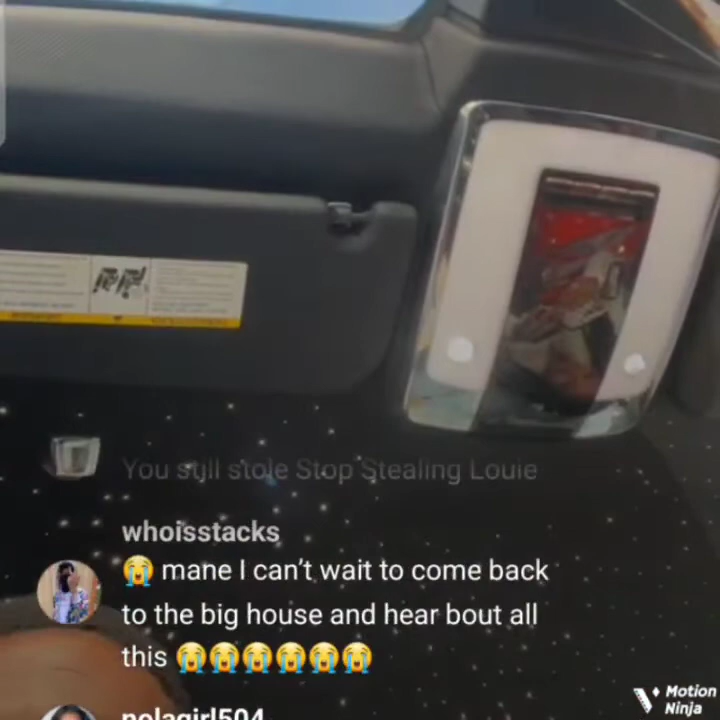 You still stole Stop Stealing Louie
whoisstacks
😭 mane I can't wait to come back
to the big house and hear bout all
this 😭😭😭😭😭😭
nolagirl504
Motion
Ninja